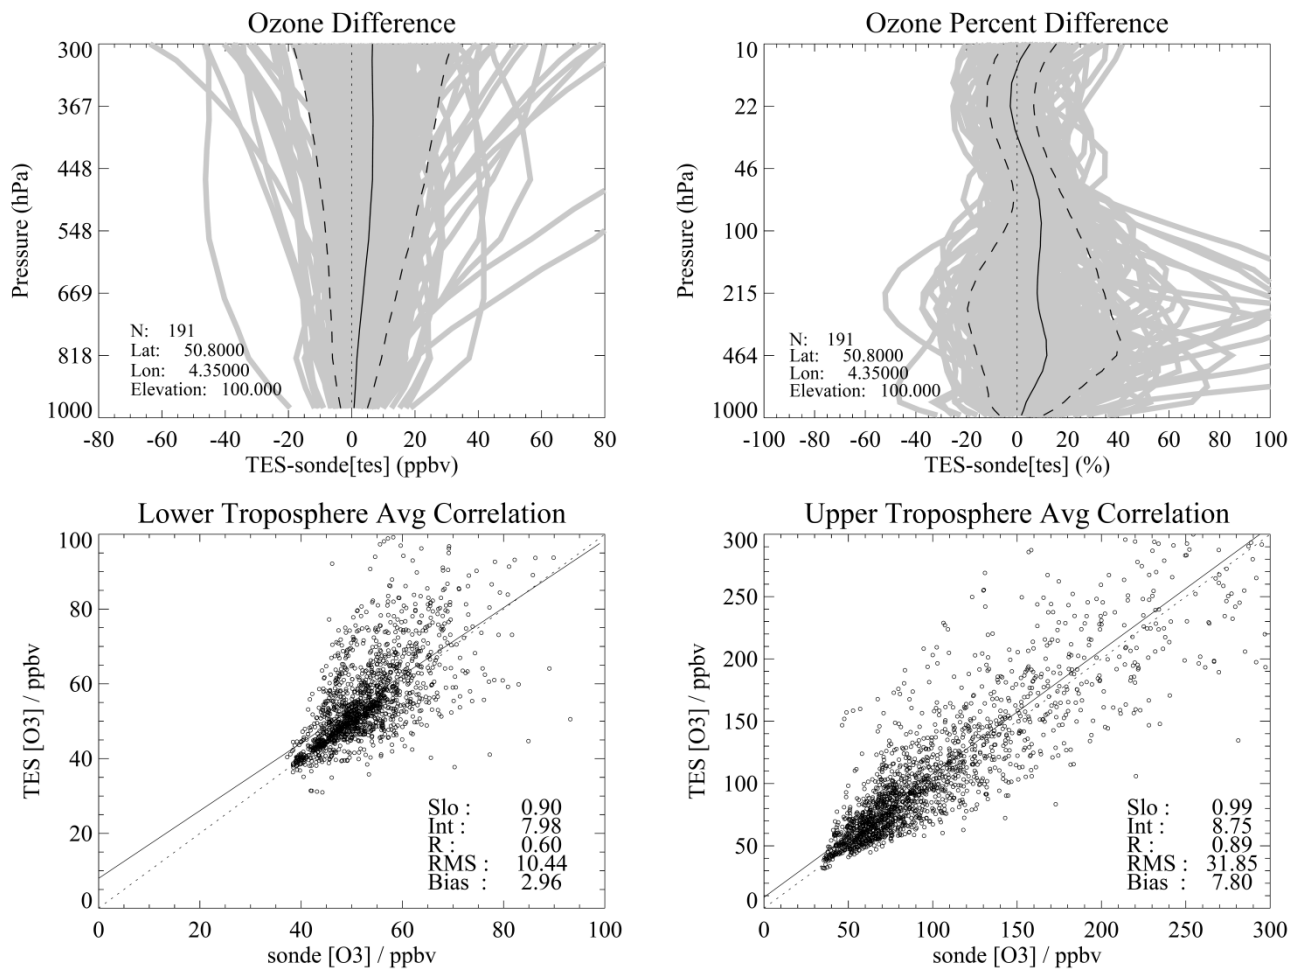 Ozone Difference
300
367
448
548
669
818
1000
Pressure (hPa)
N: 191
Lat: 50.8000
Lon: 4.35000
Elevation: 100.000
-80 -60 -40 -20 0 20 40 60 80
TES-sonde[tes] (ppbv)
Ozone Percent Difference
10
22
46
100
215
464
1000
Pressure (hPa)
N: 191
Lat: 50.8000
Lon: 4.35000
Elevation: 100.000
-100 -80 -60 -40 -20 0 20 40 60 80 100
TES-sonde[tes] (%)
Lower Troposphere Avg Correlation
100
80
60
40
20
0
TES [O3] / ppbv
Slo : 0.90
Int : 7.98
R : 0.60
RMS : 10.44
Bias : 2.96
0 20 40 60 80 100
sonde [O3] / ppbv
Upper Troposphere Avg Correlation
300
250
200
150
100
50
0
TES [O3] / ppbv
Slo : 0.99
Int : 8.75
R : 0.89
RMS : 31.85
Bias : 7.80
0 50 100 150 200 250 300
sonde [O3] / ppbv